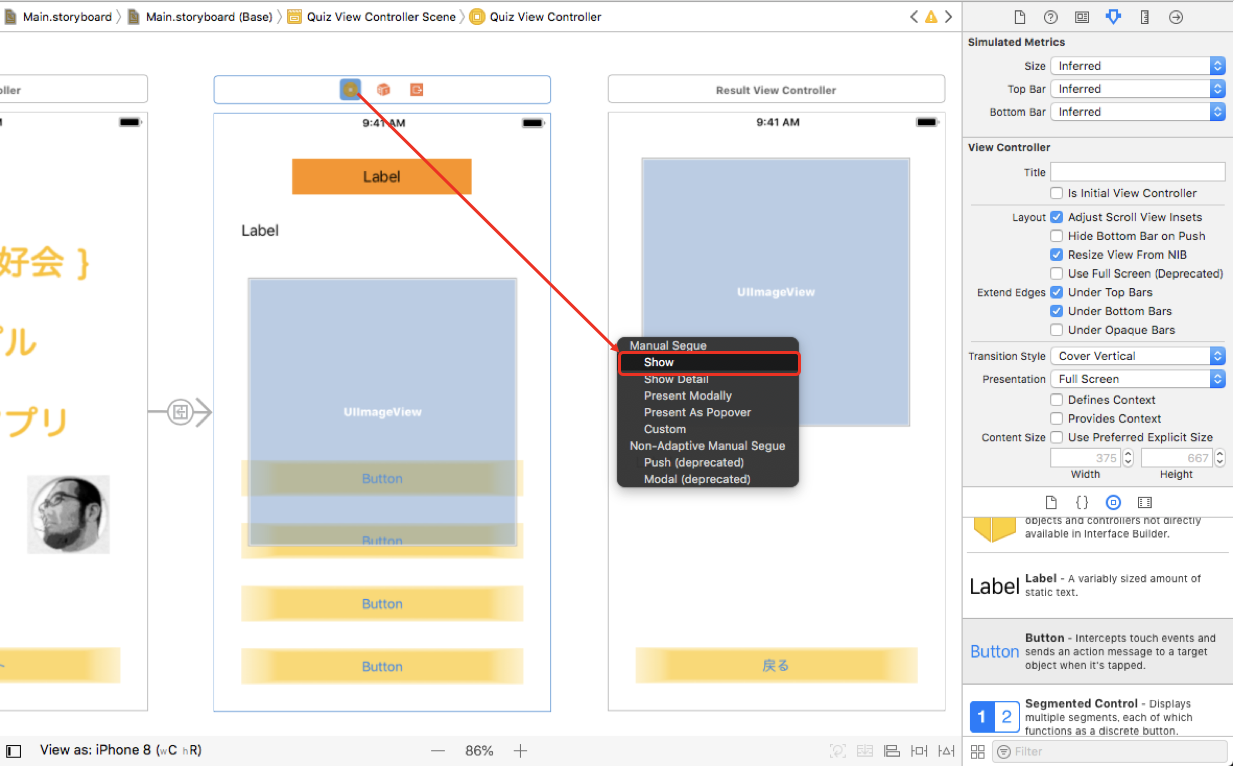 Main.storyboard
Main.storyboard (Base)
Quiz View Controller Scene
Quiz View Controller
ller
Result View Controller
9:41 AM
9:41 AM
Label
Label
好会 }
プル
プリ
UIImageView
UIImageView
Button
Button
Button
Button
戻る
Manual Segue
Show
Show Detail
Present Modally
Present As Popover
Custom
Non-Adaptive Manual Segue
Push (deprecated)
Modal (deprecated)
View as: iPhone 8 (wC hR)
86%
Simulated Metrics
Size Inferred
Top Bar Inferred
Bottom Bar Inferred
View Controller
Title
Is Initial View Controller
Layout Adjust Scroll View Insets
Hide Bottom Bar on Push
Resize View From NIB
Use Full Screen (Deprecated)
Extend Edges Under Top Bars
Under Bottom Bars
Under Opaque Bars
Transition Style Cover Vertical
Presentation Full Screen
Defines Context
Provides Context
Content Size Use Preferred Explicit Size
375 667
Width Height
{}
objects and controllers not directly
available in Interface Builder.
Label
Label - A variably sized amount of
static text.
Button
Button - Intercepts touch events and
sends an action message to a target
object when it's tapped.
1 2
Segmented Control - Displays
multiple segments, each of which
functions as a discrete button.
Filter